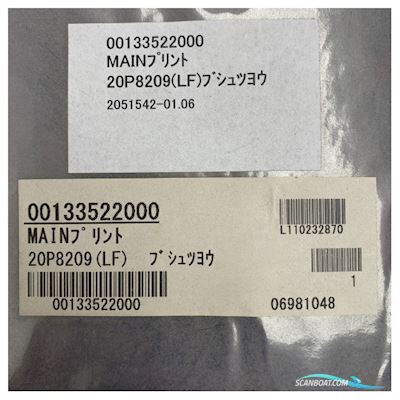 00133522000
MAINﾌﾟﾘﾝﾄ
20P8209(LF)ﾌﾞｼｭﾂﾖｳ
2051542-01.06
00133522000
MAINﾌﾟﾘﾝﾄ
L110232870
20P8209(LF) ﾌﾞｼｭﾂﾖｳ
1
00133522000
06981048
SCANBOAT.COM